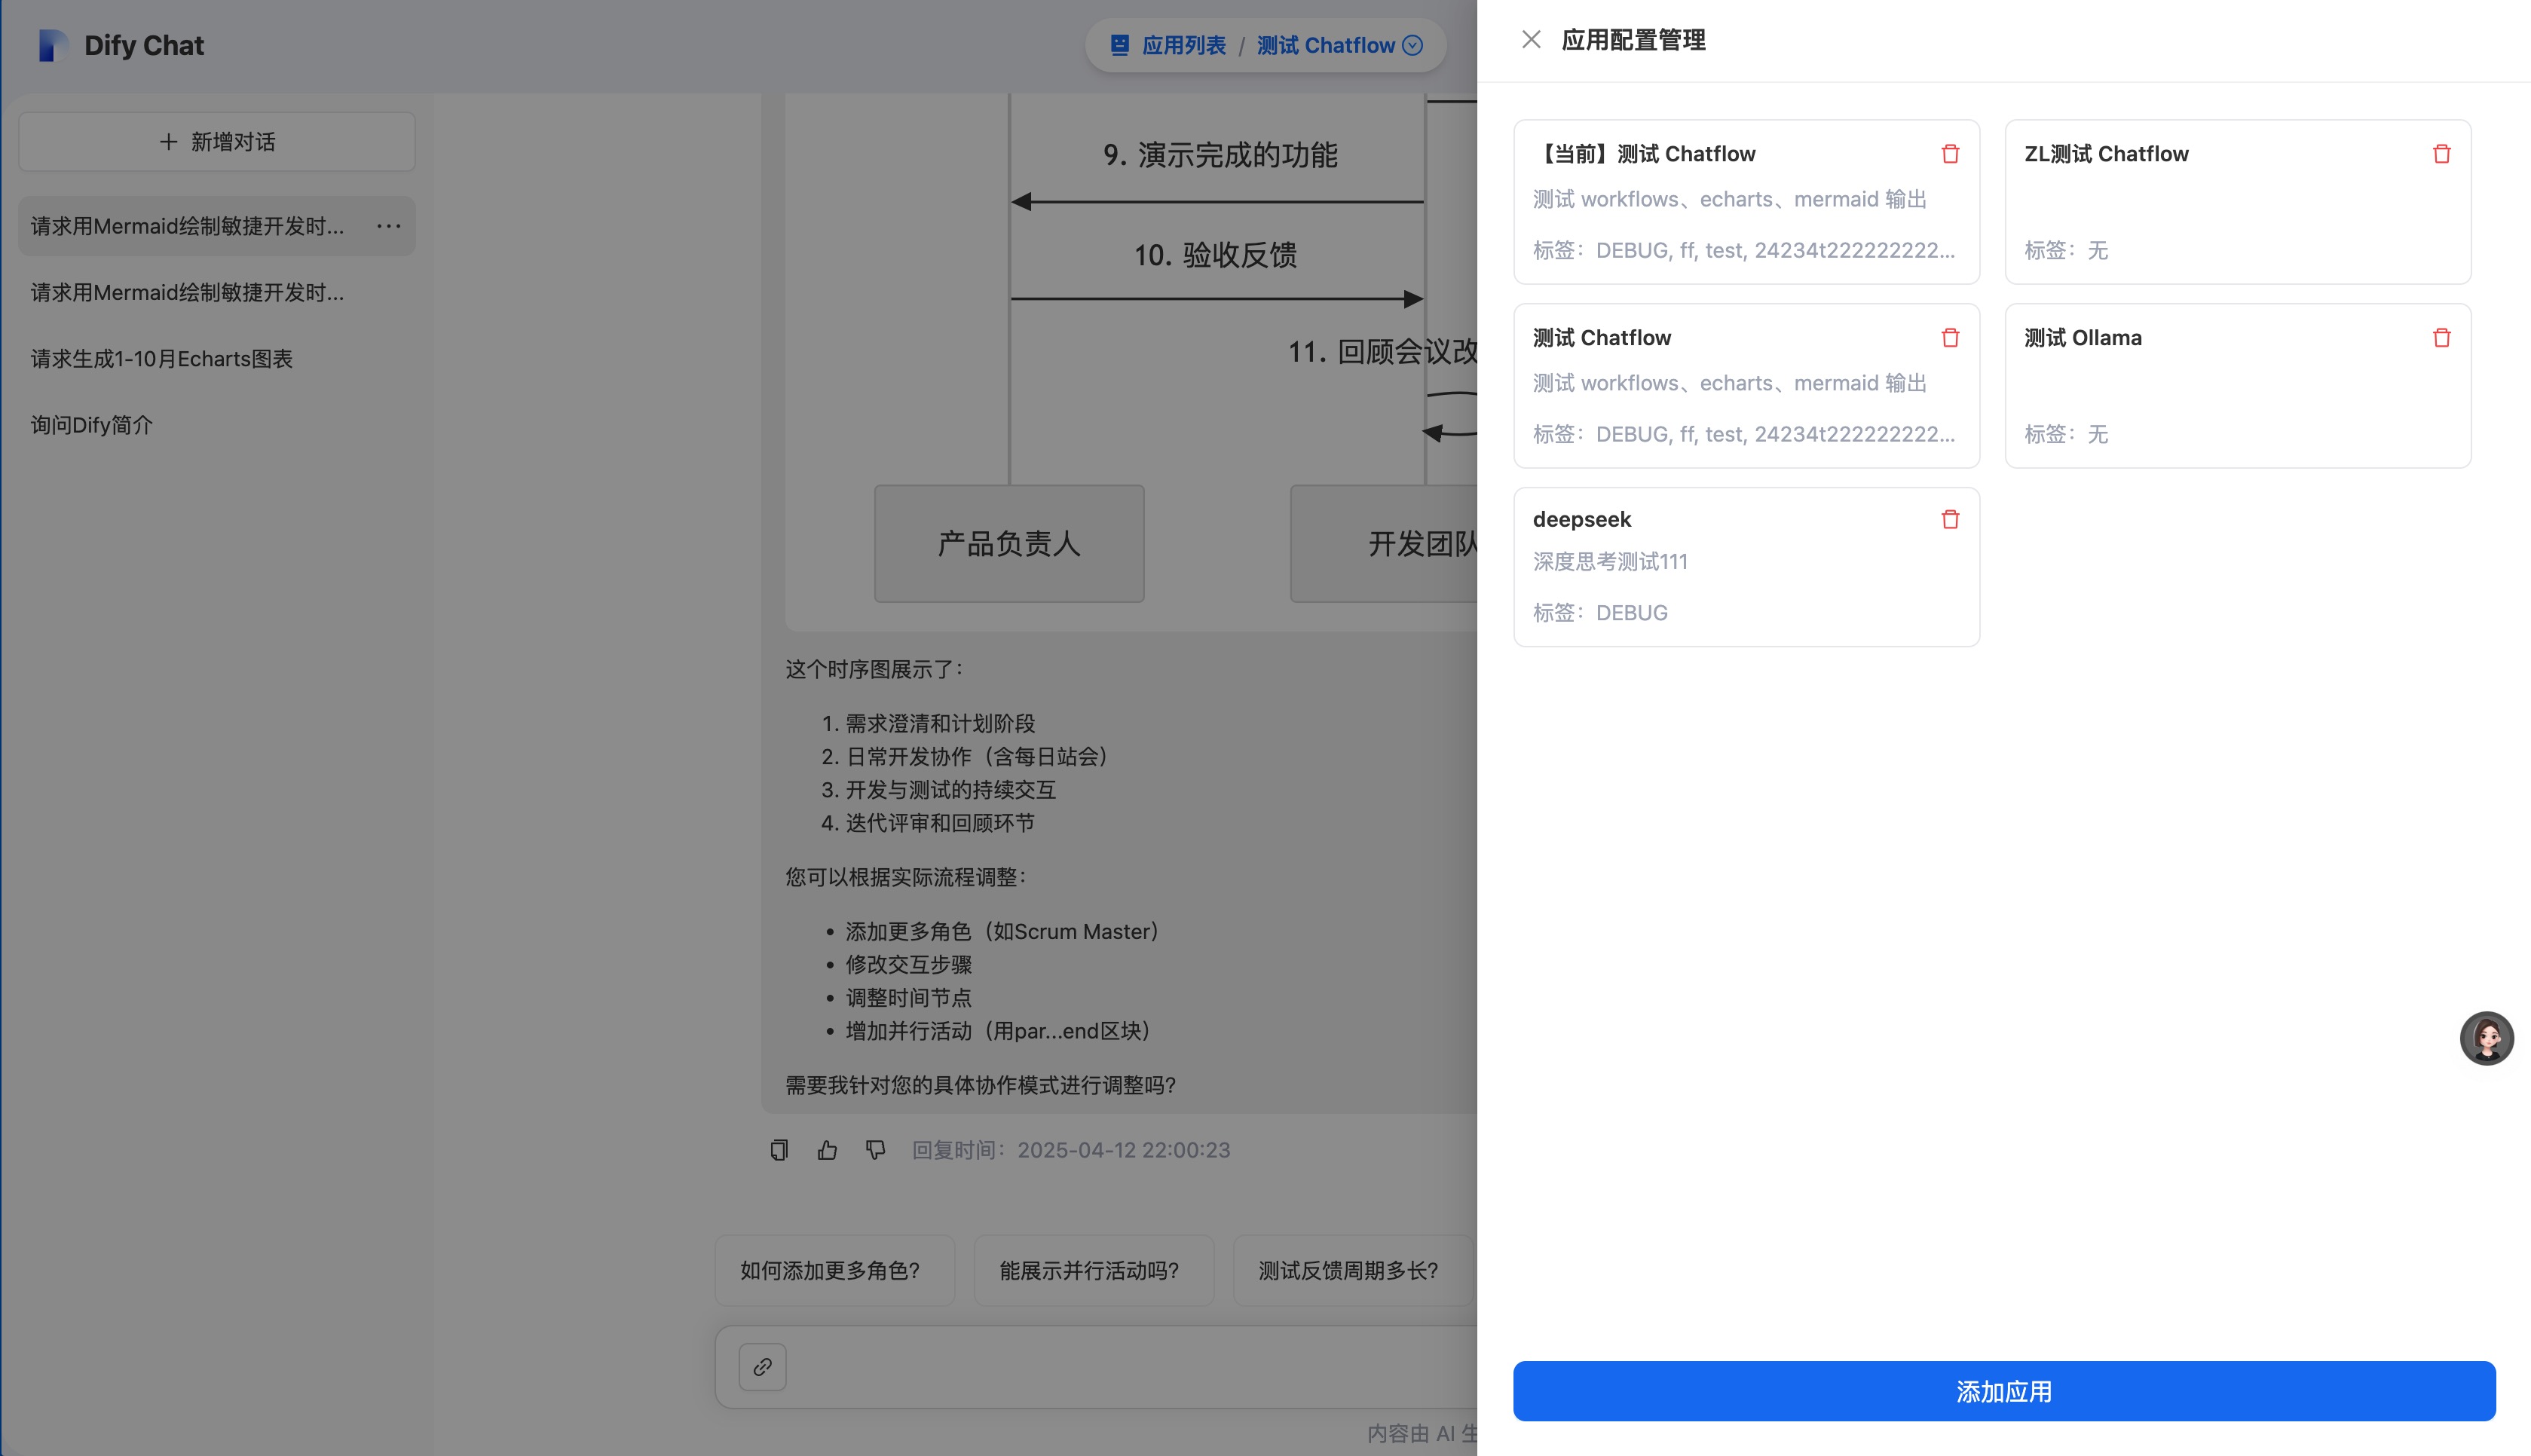 Dify Chat
应用列表 / 测试 Chatflow
新增对话
请求用Mermaid绘制敏捷开发时...
请求用Mermaid绘制敏捷开发时...
请求生成1-10月Echarts图表
询问Dify简介
9. 演示完成的功能
10. 验收反馈
11. 回顾会议改
产品负责人
开发团队
这个时序图展示了：
1. 需求澄清和计划阶段
2. 日常开发协作（含每日站会）
3. 开发与测试的持续交互
4. 迭代评审和回顾环节
您可以根据实际流程调整：
• 添加更多角色（如Scrum Master）
• 修改交互步骤
• 调整时间节点
• 增加并行活动（用par...end区块）
需要我针对您的具体协作模式进行调整吗？
回复时间：2025-04-12 22:00:23
如何添加更多角色？
能展示并行活动吗？
测试反馈周期多长？
内容由 AI 生
应用配置管理
【当前】测试 Chatflow
测试 workflows、echarts、mermaid 输出
标签：DEBUG, ff, test, 24234t222222222...
ZL测试 Chatflow
标签：无
测试 Chatflow
测试 workflows、echarts、mermaid 输出
标签：DEBUG, ff, test, 24234t222222222...
测试 Ollama
标签：无
deepseek
深度思考测试111
标签：DEBUG
添加应用